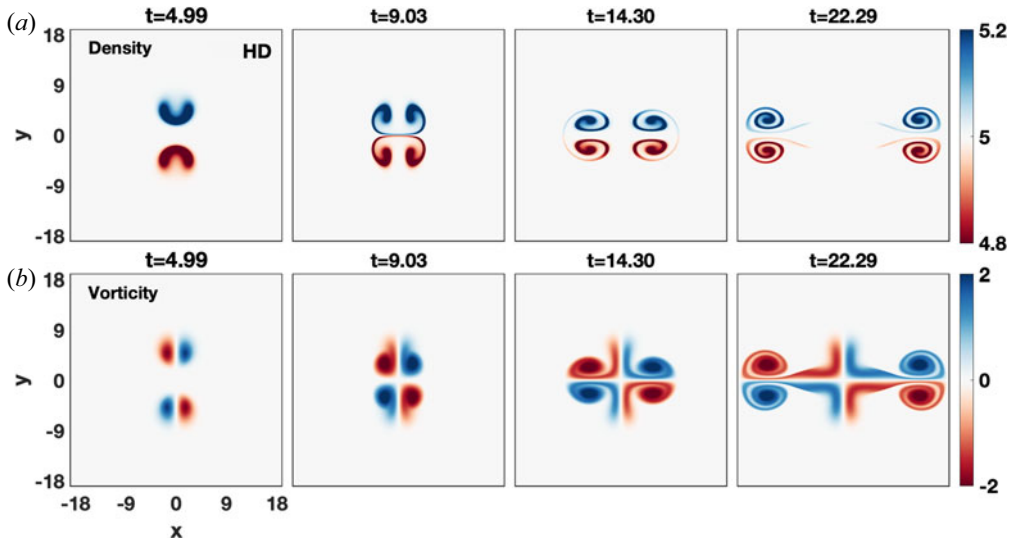 (a) t=4.99 t=9.03 t=14.30 t=22.29
18 Density HD 5.2
9
y 0 5
-9
-18 4.8
(b) t=4.99 t=9.03 t=14.30 t=22.29
18 Vorticity 2
9
y 0 0
-9
-18 -2
-18 -9 0 9 18
x